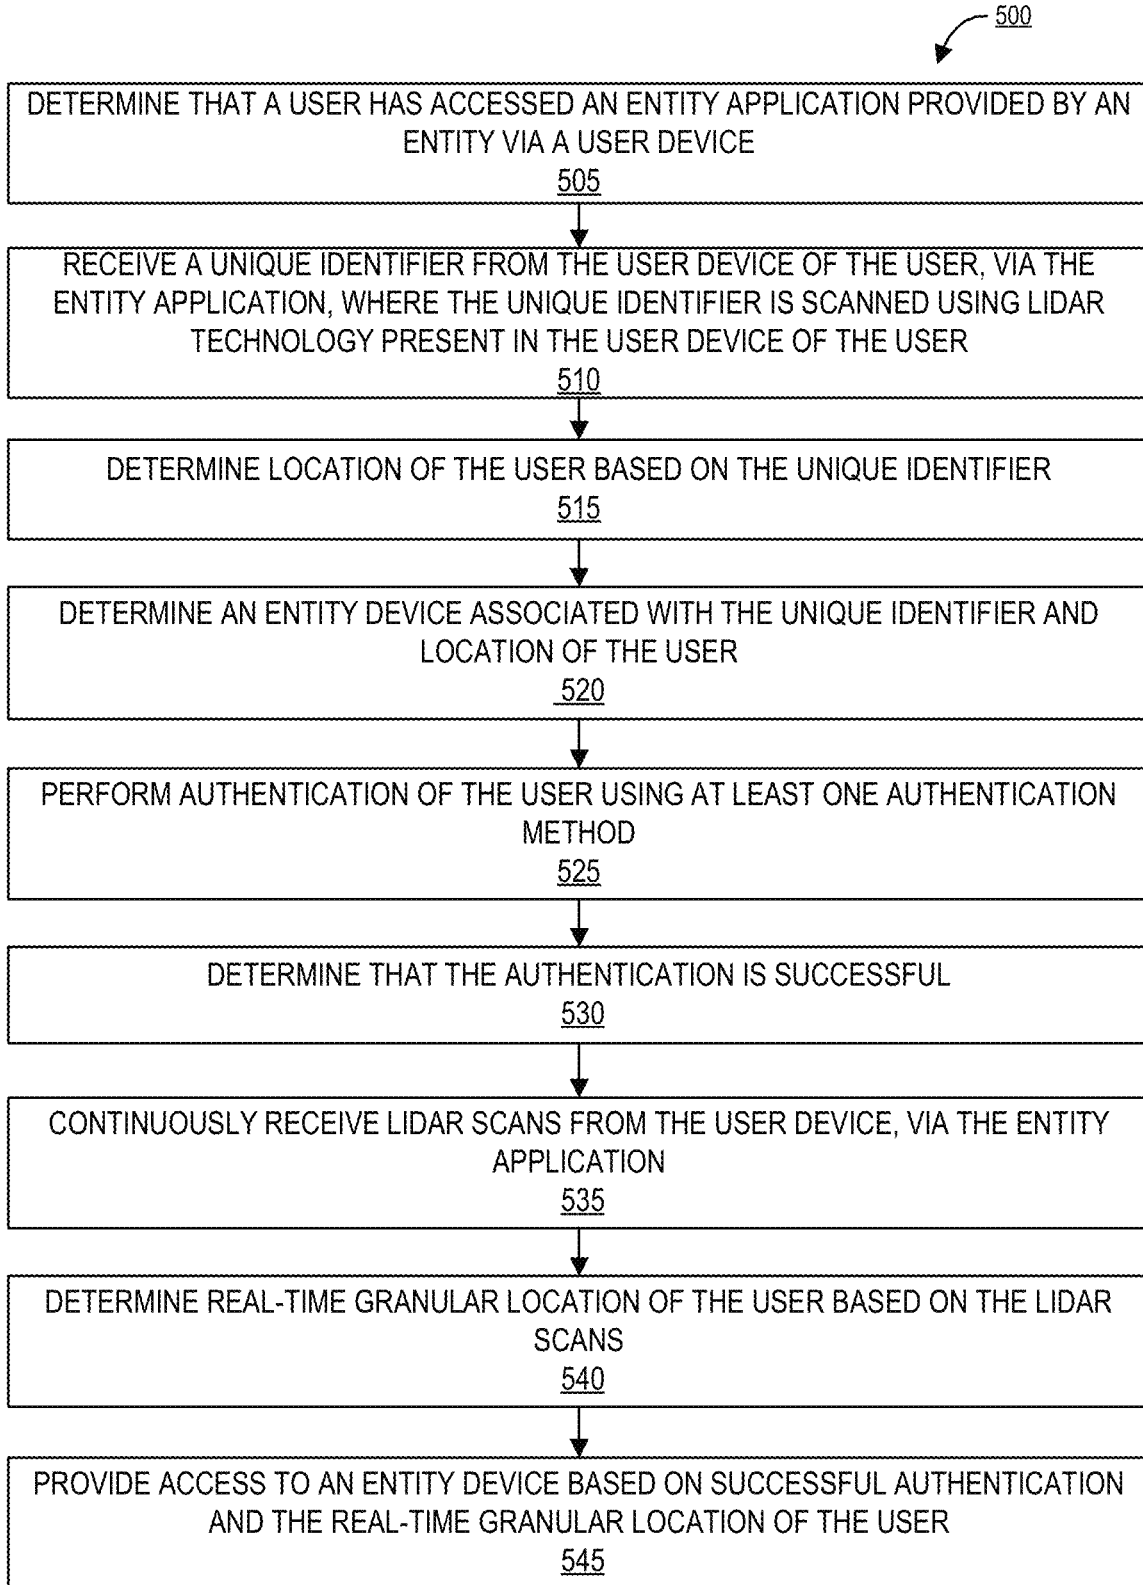 500
DETERMINE THAT A USER HAS ACCESSED AN ENTITY APPLICATION PROVIDED BY AN
ENTITY VIA A USER DEVICE
505
RECEIVE A UNIQUE IDENTIFIER FROM THE USER DEVICE OF THE USER, VIA THE
ENTITY APPLICATION, WHERE THE UNIQUE IDENTIFIER IS SCANNED USING LIDAR
TECHNOLOGY PRESENT IN THE USER DEVICE OF THE USER
510
DETERMINE LOCATION OF THE USER BASED ON THE UNIQUE IDENTIFIER
515
DETERMINE AN ENTITY DEVICE ASSOCIATED WITH THE UNIQUE IDENTIFIER AND
LOCATION OF THE USER
520
PERFORM AUTHENTICATION OF THE USER USING AT LEAST ONE AUTHENTICATION
METHOD
525
DETERMINE THAT THE AUTHENTICATION IS SUCCESSFUL
530
CONTINUOUSLY RECEIVE LIDAR SCANS FROM THE USER DEVICE, VIA THE ENTITY
APPLICATION
535
DETERMINE REAL-TIME GRANULAR LOCATION OF THE USER BASED ON THE LIDAR
SCANS
540
PROVIDE ACCESS TO AN ENTITY DEVICE BASED ON SUCCESSFUL AUTHENTICATION
AND THE REAL-TIME GRANULAR LOCATION OF THE USER
545